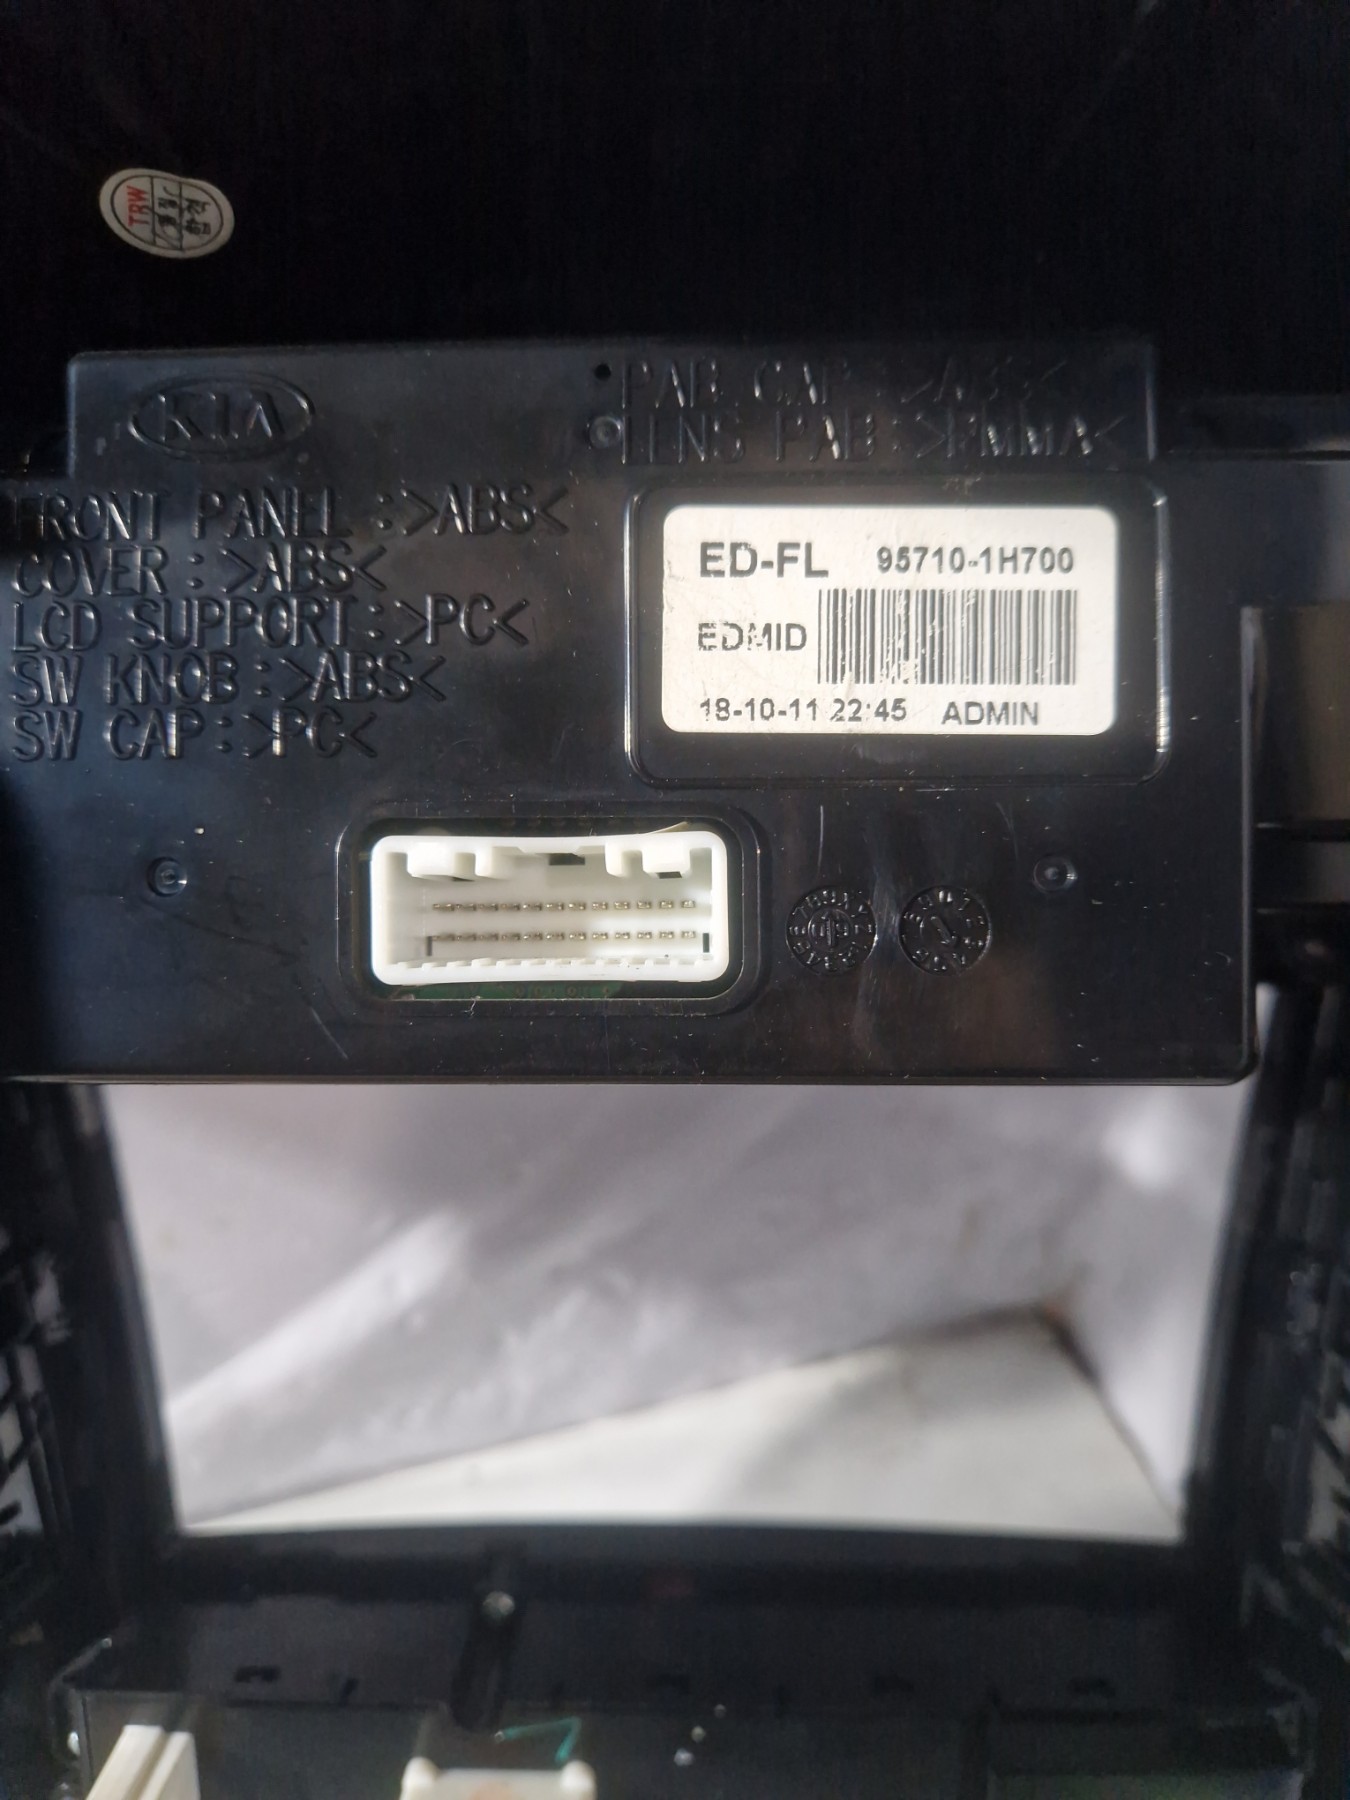 TRW
KIA
PAB CAP :>ABS<
LENS PAB :>PMMA<
FRONT PANEL :>ABS<
COVER :>ABS<
LCD SUPPORT :>PC<
SW KNOB :>ABS<
SW CAP :>PC<
ED-FL 95710-1H700
EDMID
18-10-11 22:45 ADMIN